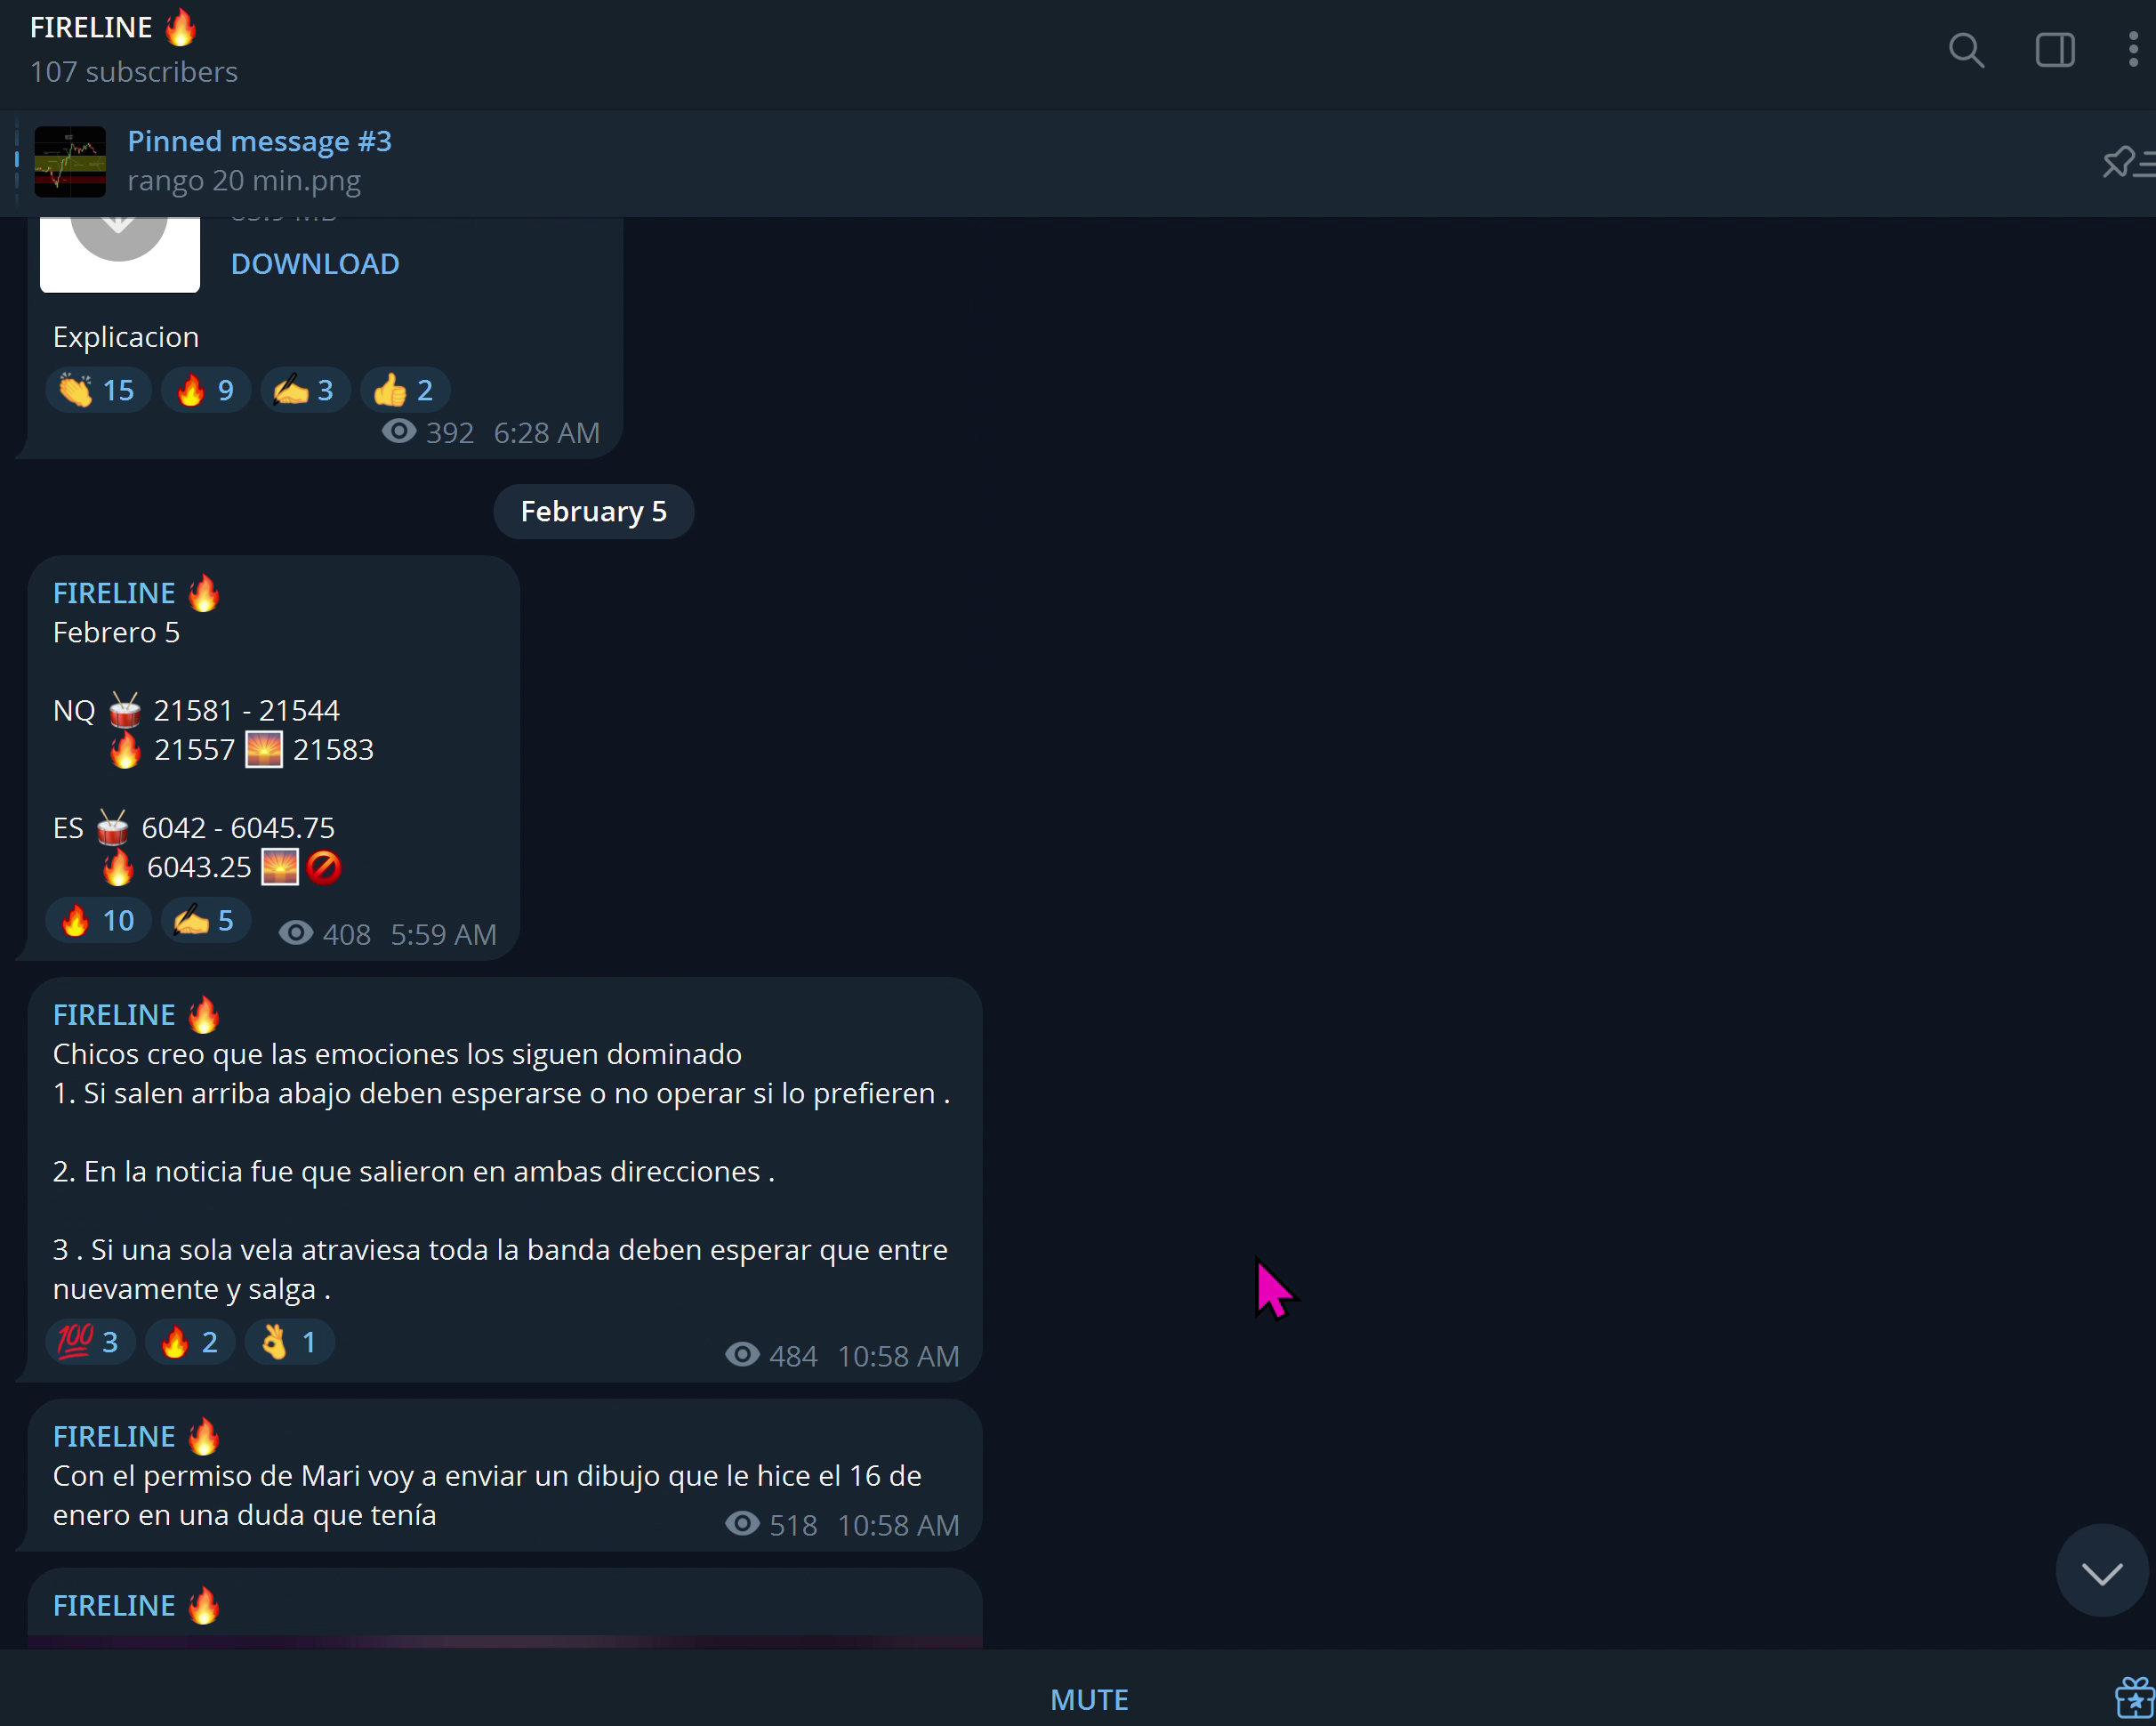 FIRELINE 🔥
107 subscribers
Pinned message #3
rango 20 min.png
DOWNLOAD
Explicacion
👏 15 🔥 9 ✍️ 3 👍 2
392 6:28 AM
February 5
FIRELINE 🔥
Febrero 5
NQ 🥁 21581 - 21544
🔥 21557 🌅 21583
ES 🥁 6042 - 6045.75
🔥 6043.25 🌅🚫
🔥 10 ✍️ 5 408 5:59 AM
FIRELINE 🔥
Chicos creo que las emociones los siguen dominado
1. Si salen arriba abajo deben esperarse o no operar si lo prefieren .
2. En la noticia fue que salieron en ambas direcciones .
3 . Si una sola vela atraviesa toda la banda deben esperar que entre
nuevamente y salga .
💯 3 🔥 2 👌 1 484 10:58 AM
FIRELINE 🔥
Con el permiso de Mari voy a enviar un dibujo que le hice el 16 de
enero en una duda que tenía
518 10:58 AM
FIRELINE 🔥
MUTE